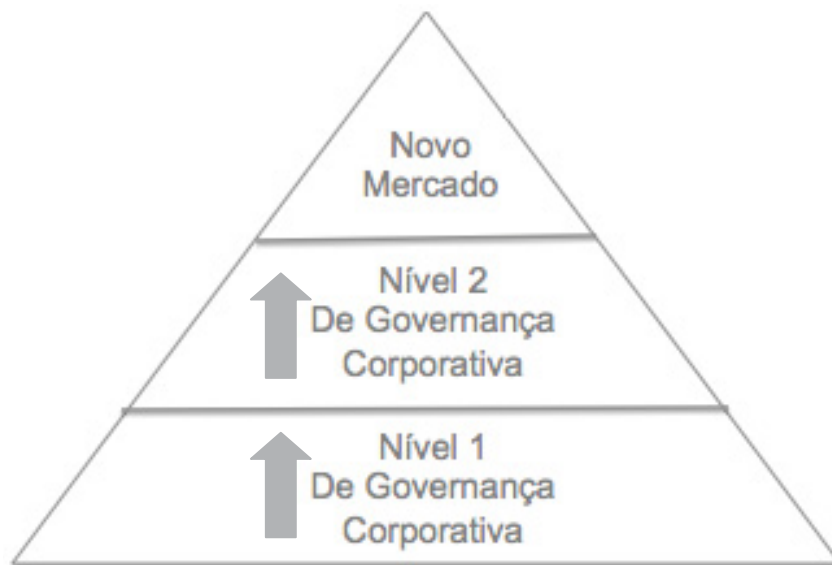 Novo
Mercado
Nível 2
De Governança
Corporativa
Nível 1
De Governança
Corporativa